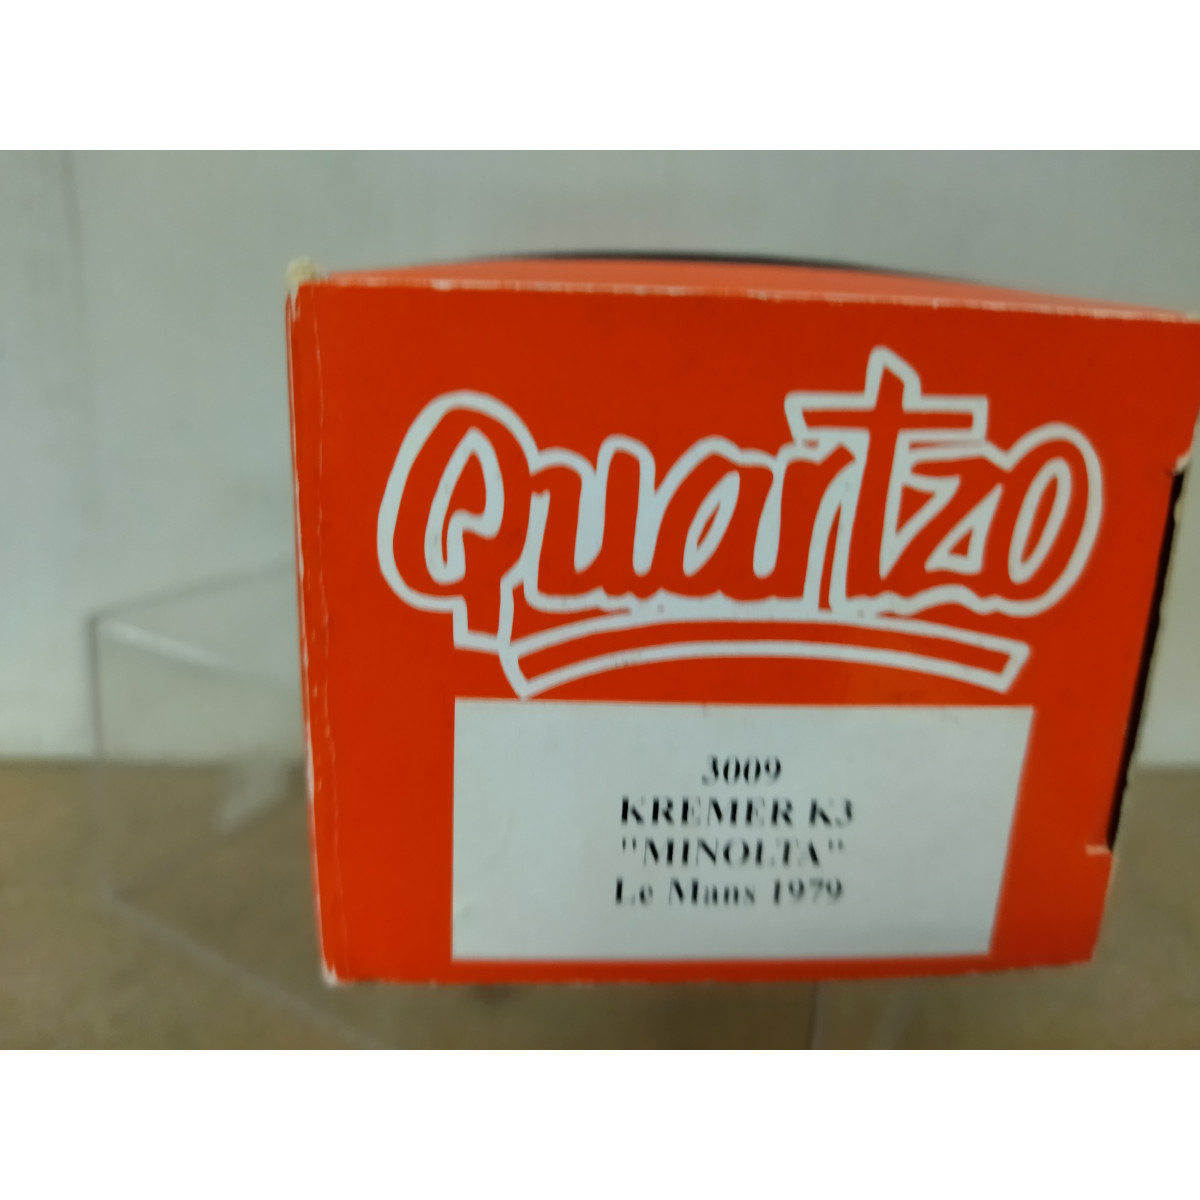 Quartzo
3009
KREMER K3
"MINOLTA"
Le Mans 1979